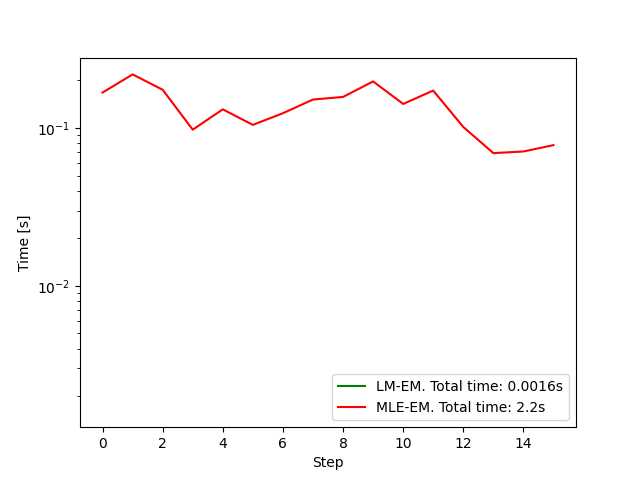 10⁻¹
10⁻²
Time [s]
LM-EM. Total time: 0.0016s
MLE-EM. Total time: 2.2s
0 2 4 6 8 10 12 14
Step